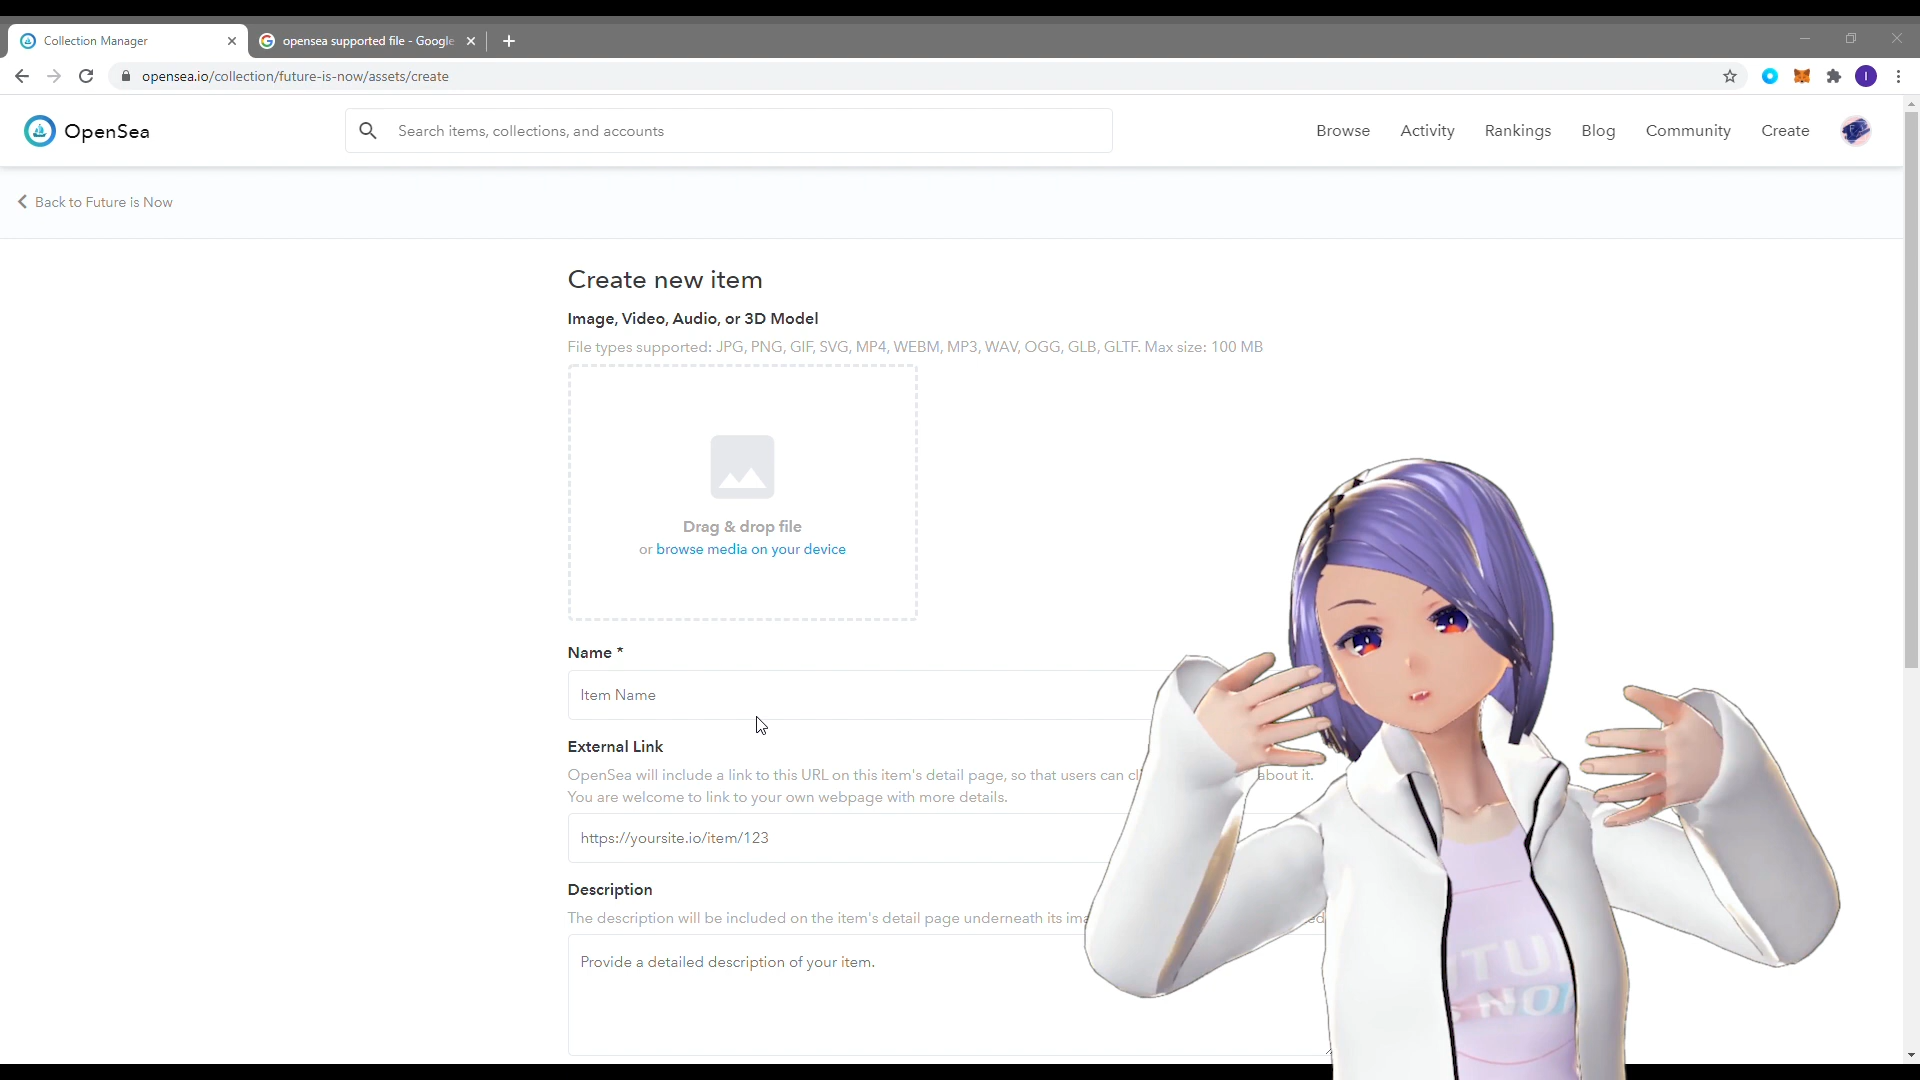 Collection Manager
opensea supported file - Google
opensea.io/collection/future-is-now/assets/create
I
OpenSea
Search items, collections, and accounts
Browse
Activity
Rankings
Blog
Community
Create
Back to Future is Now
Create new item
Image, Video, Audio, or 3D Model
File types supported: JPG, PNG, GIF, SVG, MP4, WEBM, MP3, WAV, OGG, GLB, GLTF. Max size: 100 MB
Drag & drop file
or browse media on your device
Name *
Item Name
External Link
OpenSea will include a link to this URL on this item's detail page, so that users can cl about it.
You are welcome to link to your own webpage with more details.
https://yoursite.io/item/123
Description
The description will be included on the item's detail page underneath its
Provide a detailed description of your item.